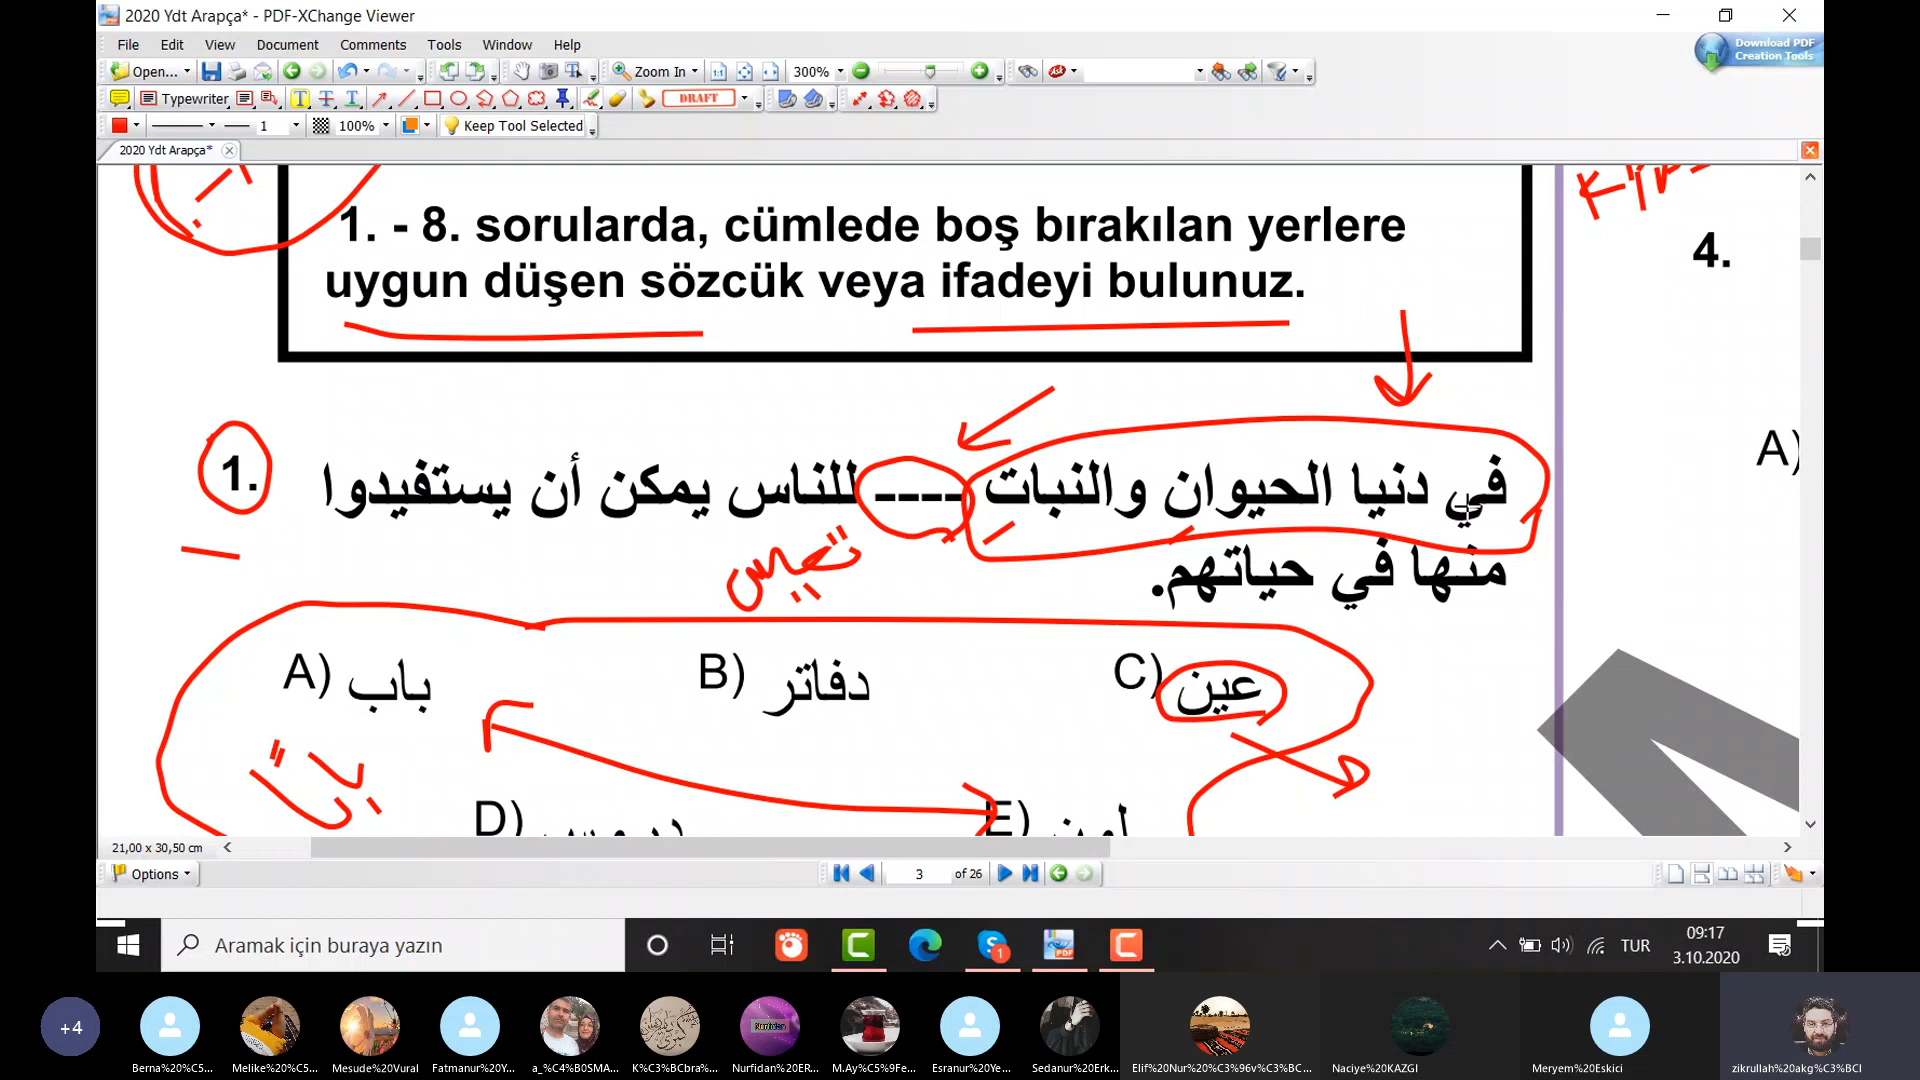 2020 Ydt Arapça* - PDF-XChange Viewer
File Edit View Document Comments Tools Window Help
Download PDF
Creation Tools
Open... Zoom In 300%
Typewriter DRAFT
1 100% Keep Tool Selected
2020 Ydt Arapça*
1. - 8. sorularda, cümlede boş bırakılan yerlere
uygun düşen sözcük veya ifadeyi bulunuz.
4.
A)
1. في دنيا الحيوان والنبات ---- للناس يمكن أن يستفيدوا
منها في حياتهم.
A) باب
B) دفاتر
C) عين
D) دروس
E) لون
21,00 x 30,50 cm
Options 3 of 26
Aramak için buraya yazın
TUR
09:17
3.10.2020
+4
Berna%20%C5...
Melike%20%C5...
Mesude%20Vural
Fatmanur%20Y...
a_%C4%B0SMA...
K%C3%BCbra%...
Nurfidan%20ER...
M.Ay%C5%9Fe...
Esranur%20Ye...
Sedanur%20Erk...
Elif%20Nur%20%C3%96v%C3%BC...
Naciye%20KAZGI
Meryem%20Eskici
zikrullah%20akg%C3%BCl